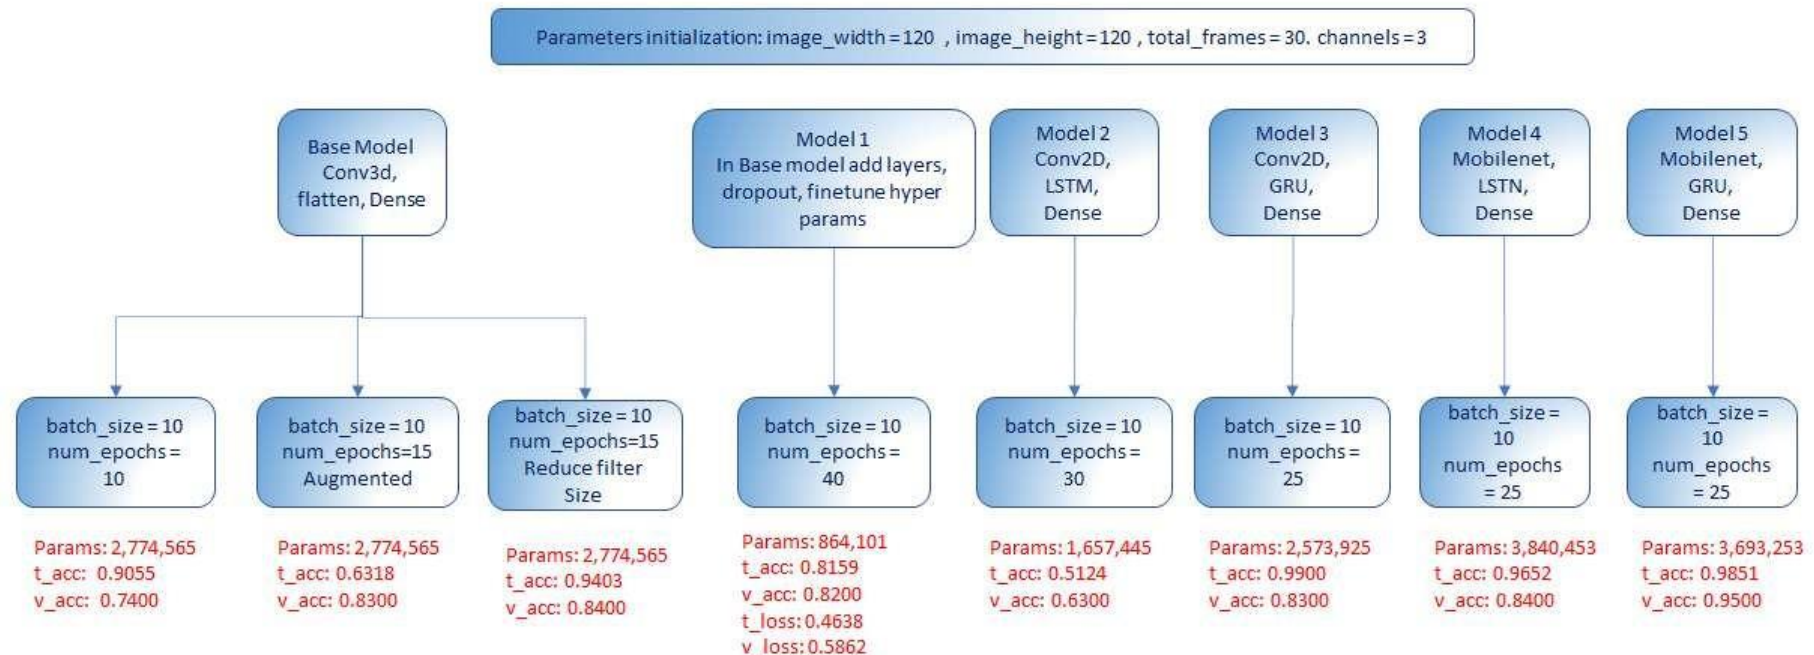 Parameters initialization: image_width=120 , image_height=120 , total_frames=30. channels=3
Base Model
Conv3d,
flatten, Dense
Model 1
In Base model add layers,
dropout, finetune hyper
params
Model 2
Conv2D,
LSTM,
Dense
Model 3
Conv2D,
GRU,
Dense
Model 4
Mobilenet,
LSTN,
Dense
Model 5
Mobilenet,
GRU,
Dense
batch_size = 10
num_epochs =
10
batch_size = 10
num_epochs=15
Augmented
batch_size = 10
num_epochs=15
Reduce filter
Size
batch_size = 10
num_epochs =
40
batch_size = 10
num_epochs =
30
batch_size = 10
num_epochs =
25
batch_size =
10
num_epochs
= 25
batch_size =
10
num_epochs
= 25
Params: 2,774,565
t_acc: 0.9055
v_acc: 0.7400
Params: 2,774,565
t_acc: 0.6318
v_acc: 0.8300
Params: 2,774,565
t_acc: 0.9403
v_acc: 0.8400
Params: 864,101
t_acc: 0.8159
v_acc: 0.8200
t_loss: 0.4638
v_loss: 0.5862
Params: 1,657,445
t_acc: 0.5124
v_acc: 0.6300
Params: 2,573,925
t_acc: 0.9900
v_acc: 0.8300
Params: 3,840,453
t_acc: 0.9652
v_acc: 0.8400
Params: 3,693,253
t_acc: 0.9851
v_acc: 0.9500